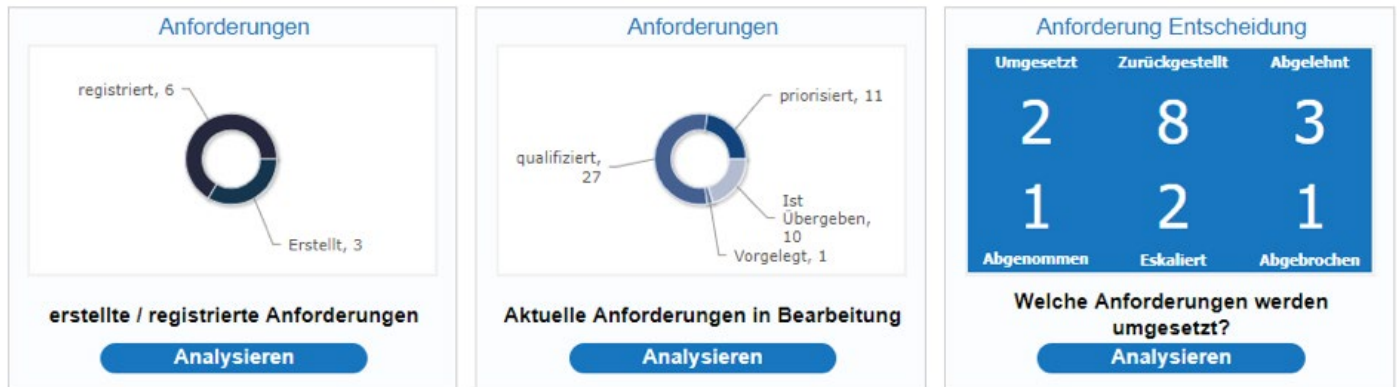 Anforderungen
registriert, 6
Erstellt, 3
erstellte / registrierte Anforderungen
Analysieren
Anforderungen
priorisiert, 11
qualifiziert,
27
Ist
Übergeben,
10
Vorgelegt, 1
Aktuelle Anforderungen in Bearbeitung
Analysieren
Anforderung Entscheidung
Umgesetzt Zurückgestellt Abgelehnt
2 8 3
1 2 1
Abgenommen Eskaliert Abgebrochen
Welche Anforderungen werden
umgesetzt?
Analysieren